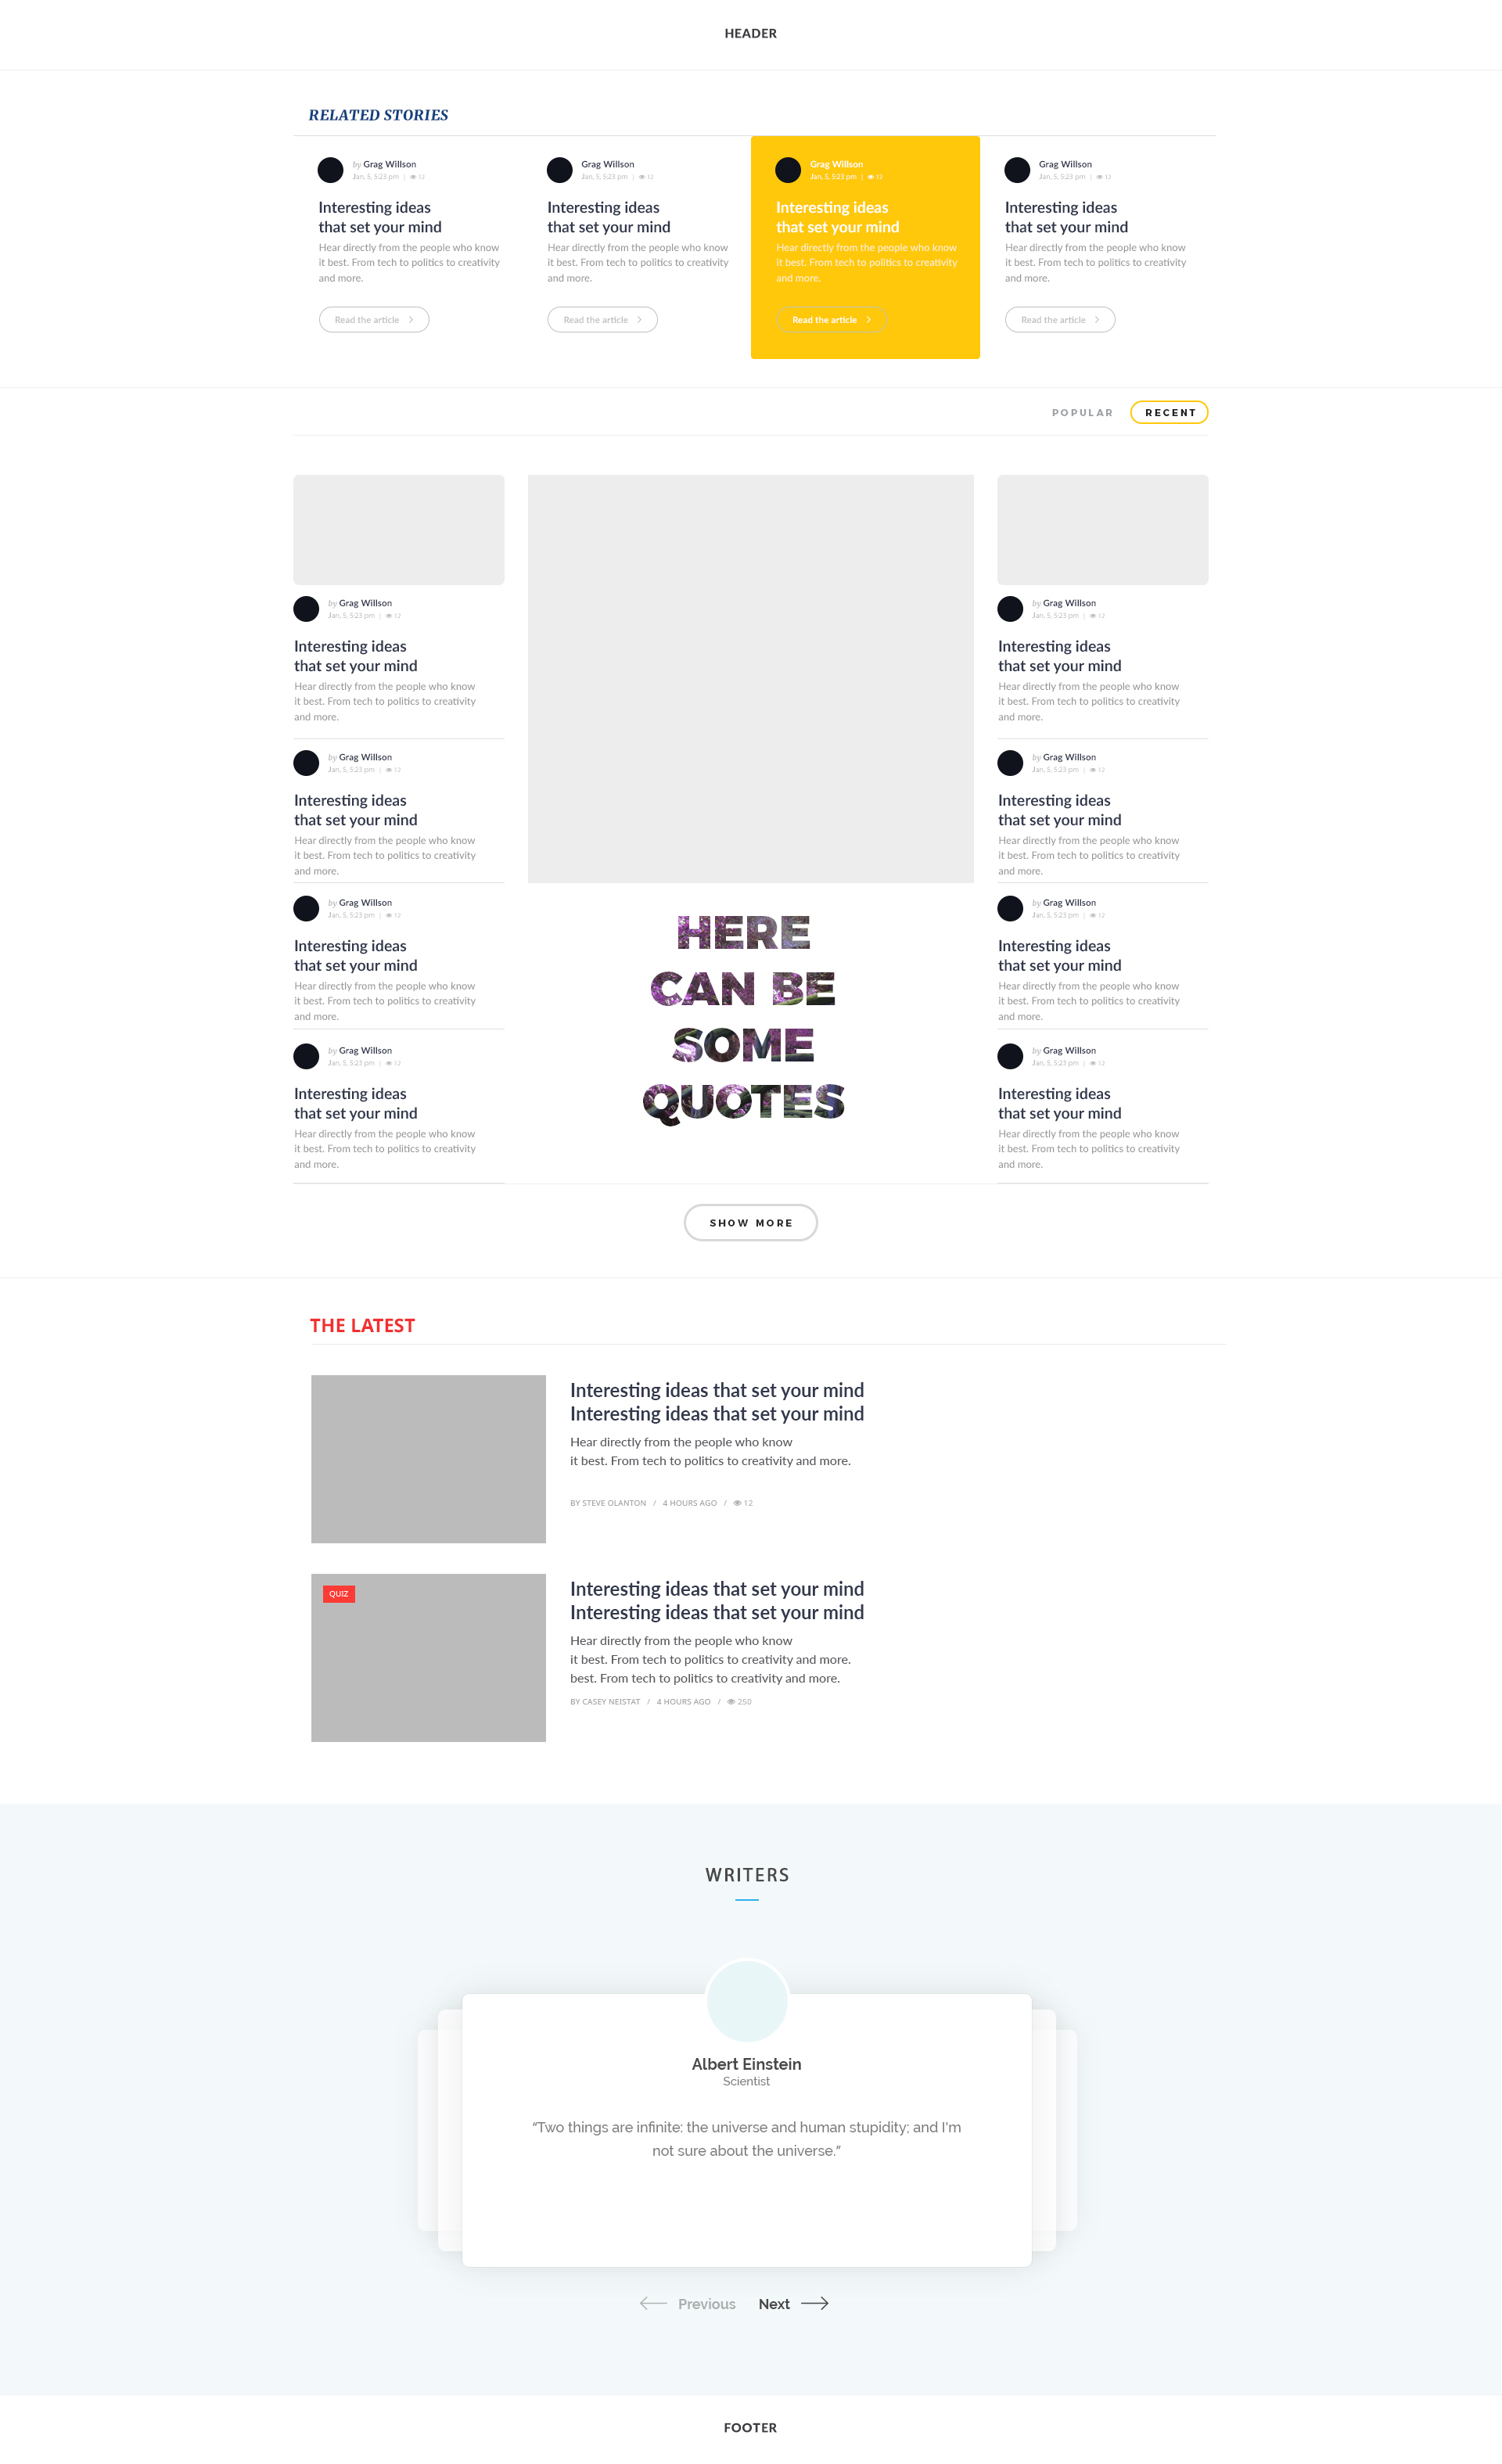 HEADER
RELATED STORIES
by Grag Willson
Jan, 5, 5:23 pm | 12
Interesting ideas
that set your mind
Hear directly from the people who know
it best. From tech to politics to creativity
and more.
Read the article
Grag Willson
Jan, 5, 5:23 pm | 12
Interesting ideas
that set your mind
Hear directly from the people who know
it best. From tech to politics to creativity
and more.
Read the article
Grag Willson
Jan, 5, 5:23 pm | 12
Interesting ideas
that set your mind
Hear directly from the people who know
it best. From tech to politics to creativity
and more.
Read the article
Grag Willson
Jan, 5, 5:23 pm | 12
Interesting ideas
that set your mind
Hear directly from the people who know
it best. From tech to politics to creativity
and more.
Read the article
POPULAR RECENT
by Grag Willson
Jan, 5, 5:23 pm | 12
Interesting ideas
that set your mind
Hear directly from the people who know
it best. From tech to politics to creativity
and more.
by Grag Willson
Jan, 5, 5:23 pm | 12
Interesting ideas
that set your mind
Hear directly from the people who know
it best. From tech to politics to creativity
and more.
by Grag Willson
Jan, 5, 5:23 pm | 12
Interesting ideas
that set your mind
Hear directly from the people who know
it best. From tech to politics to creativity
and more.
by Grag Willson
Jan, 5, 5:23 pm | 12
Interesting ideas
that set your mind
Hear directly from the people who know
it best. From tech to politics to creativity
and more.
HERE
CAN BE
SOME
QUOTES
by Grag Willson
Jan, 5, 5:23 pm | 12
Interesting ideas
that set your mind
Hear directly from the people who know
it best. From tech to politics to creativity
and more.
by Grag Willson
Jan, 5, 5:23 pm | 12
Interesting ideas
that set your mind
Hear directly from the people who know
it best. From tech to politics to creativity
and more.
by Grag Willson
Jan, 5, 5:23 pm | 12
Interesting ideas
that set your mind
Hear directly from the people who know
it best. From tech to politics to creativity
and more.
by Grag Willson
Jan, 5, 5:23 pm | 12
Interesting ideas
that set your mind
Hear directly from the people who know
it best. From tech to politics to creativity
and more.
SHOW MORE
THE LATEST
Interesting ideas that set your mind
Interesting ideas that set your mind
Hear directly from the people who know
it best. From tech to politics to creativity and more.
BY STEVE OLANTON / 4 HOURS AGO / 12
QUIZ
Interesting ideas that set your mind
Interesting ideas that set your mind
Hear directly from the people who know
it best. From tech to politics to creativity and more.
best. From tech to politics to creativity and more.
BY CASEY NEISTAT / 4 HOURS AGO / 250
WRITERS
Albert Einstein
Scientist
“Two things are infinite: the universe and human stupidity; and I'm
not sure about the universe.”
Previous Next
FOOTER